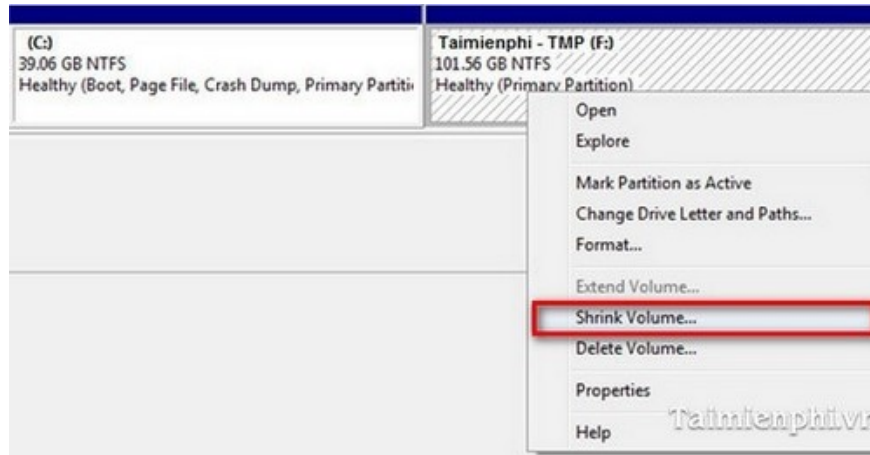 (C:)
39.06 GB NTFS
Healthy (Boot, Page File, Crash Dump, Primary Partiti
Taimienphi - TMP (F:)
101.56 GB NTFS
Healthy (Primary Partition)
Open
Explore
Mark Partition as Active
Change Drive Letter and Paths...
Format...
Extend Volume...
Shrink Volume...
Delete Volume...
Properties
Help
Taimienphi.vn